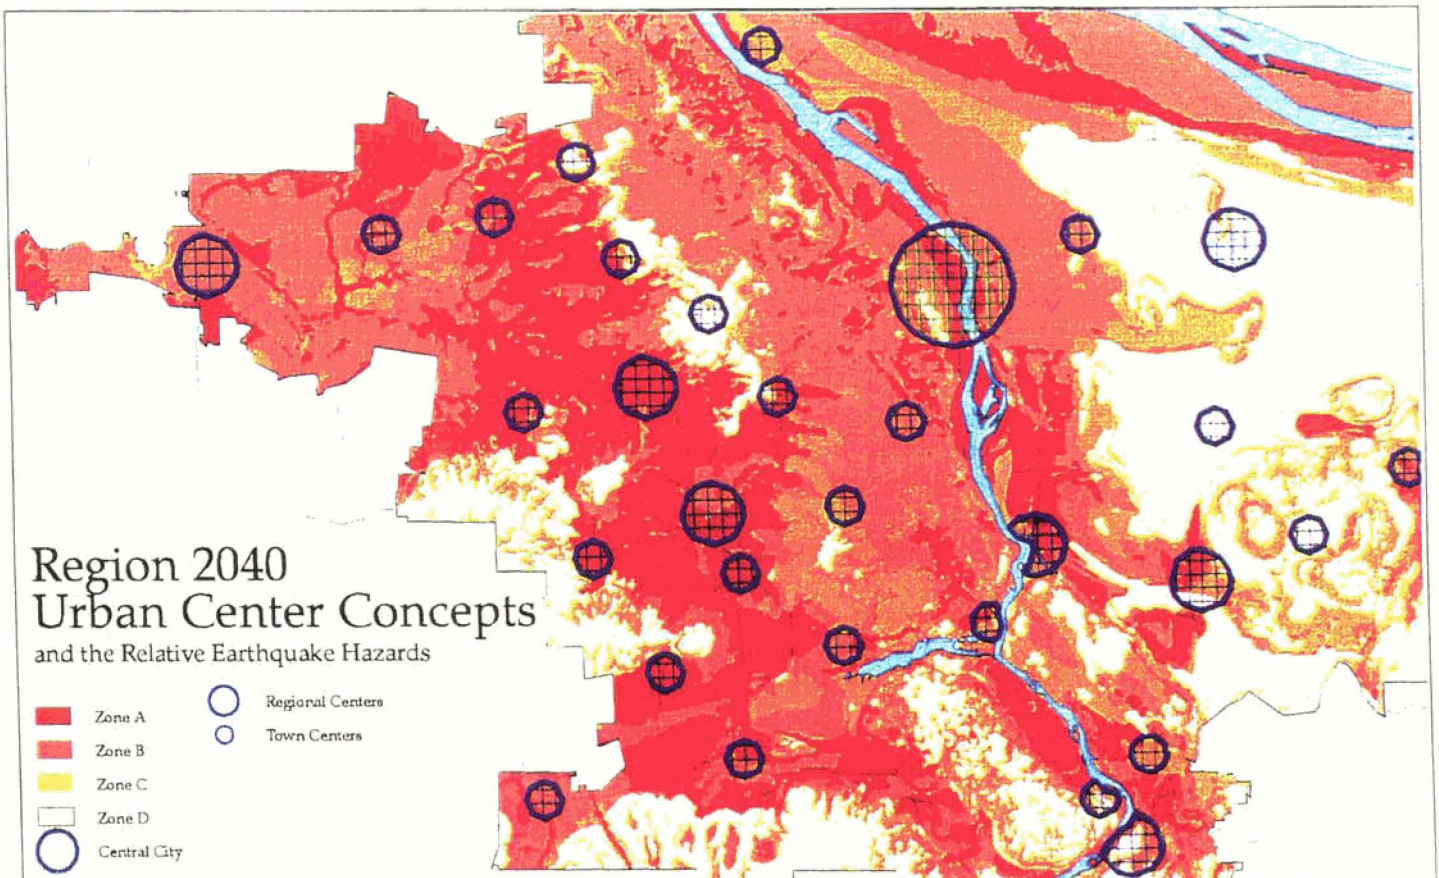 Region 2040
Urban Center Concepts
and the Relative Earthquake Hazards
Zone A
Zone B
Zone C
Zone D
Central City
Regional Centers
Town Centers